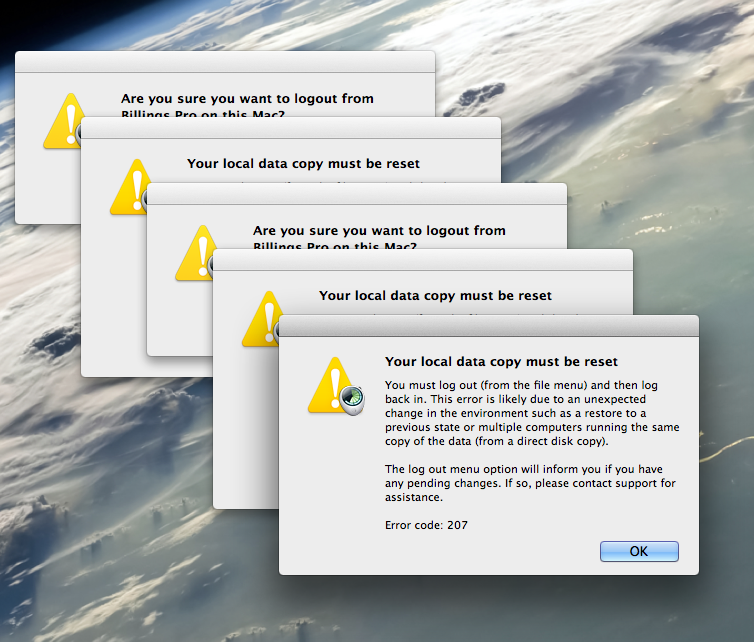 Are you sure you want to logout from
Billings Pro on this Mac?
Your local data copy must be reset
Are you sure you want to logout from
Billings Pro on this Mac?
Your local data copy must be reset
Your local data copy must be reset
You must log out (from the file menu) and then log
back in. This error is likely due to an unexpected
change in the environment such as a restore to a
previous state or multiple computers running the same
copy of the data (from a direct disk copy).
The log out menu option will inform you if you have
any pending changes. If so, please contact support for
assistance.
Error code: 207
OK